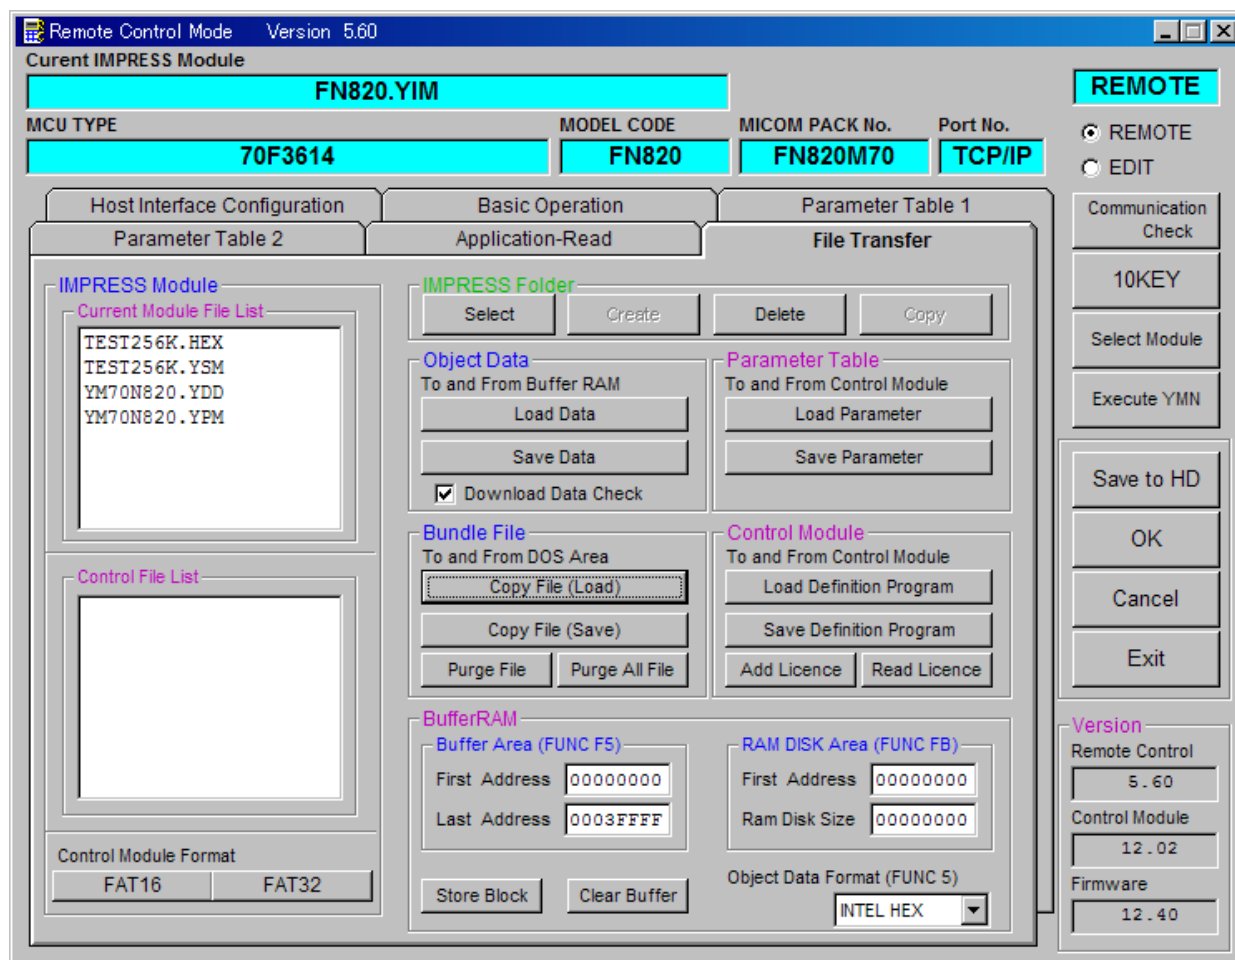 Remote Control Mode Version 5.60
Curent IMPRESS Module
FN820.YIM
REMOTE
MCU TYPE
MODEL CODE
MICOM PACK No.
Port No.
70F3614
FN820
FN820M70
TCP/IP
REMOTE
EDIT
Host Interface Configuration
Basic Operation
Parameter Table 1
Parameter Table 2
Application-Read
File Transfer
IMPRESS Module
Current Module File List
TEST256K.HEX
TEST256K.YSM
YM70N820.YDD
YM70N820.YPM
Control File List
Control Module Format
FAT16
FAT32
IMPRESS Folder
Select
Create
Delete
Copy
Object Data
To and From Buffer RAM
Load Data
Save Data
Download Data Check
Parameter Table
To and From Control Module
Load Parameter
Save Parameter
Bundle File
To and From DOS Area
Copy File (Load)
Copy File (Save)
Purge File
Purge All File
Control Module
To and From Control Module
Load Definition Program
Save Definition Program
Add Licence
Read Licence
BufferRAM
Buffer Area (FUNC F5)
First Address 00000000
Last Address 0003FFFF
RAM DISK Area (FUNC FB)
First Address 00000000
Ram Disk Size 00000000
Store Block
Clear Buffer
Object Data Format (FUNC 5)
INTEL HEX
Communication
Check
10KEY
Select Module
Execute YMN
Save to HD
OK
Cancel
Exit
Version
Remote Control
5.60
Control Module
12.02
Firmware
12.40